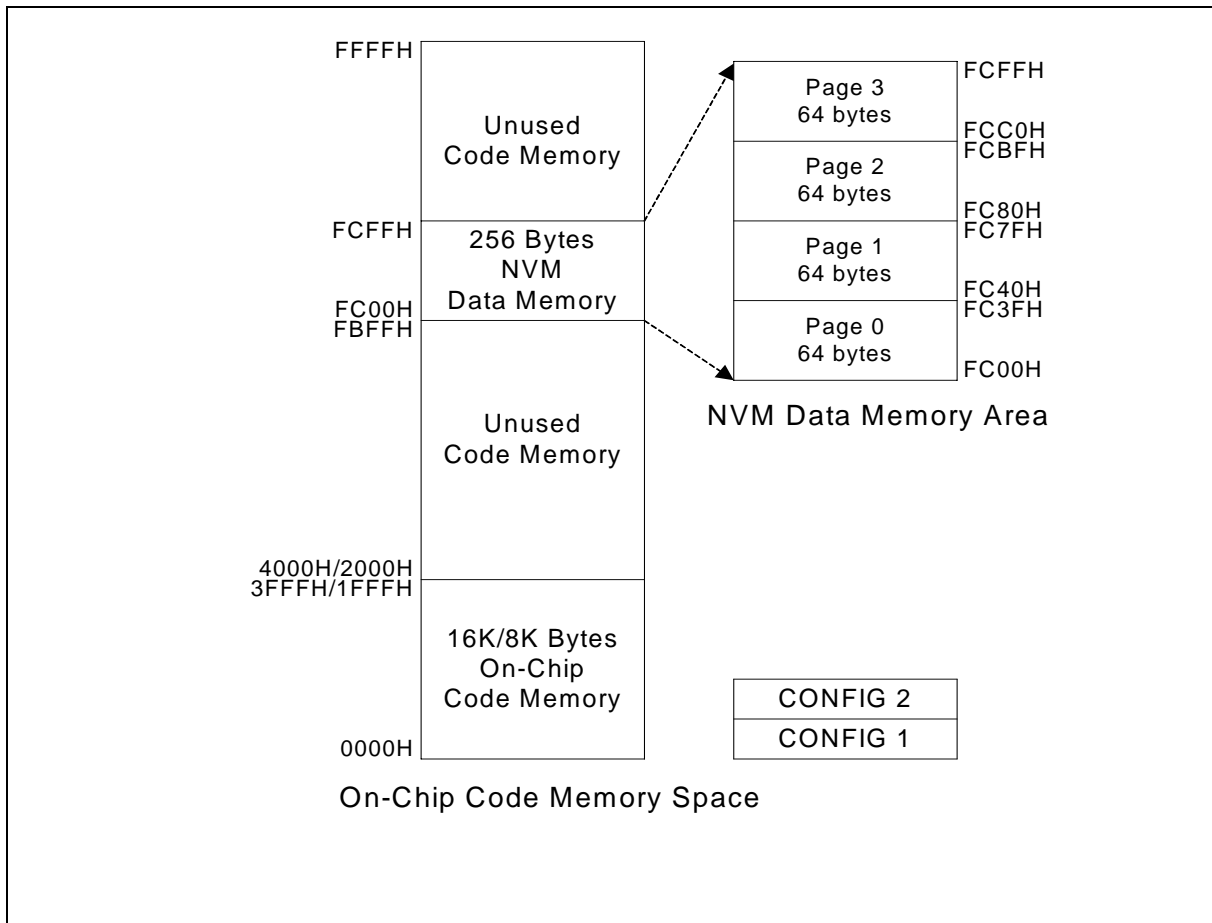 FFFFH
Unused
Code Memory
FCFFH
256 Bytes
NVM
Data Memory
FC00H
FBFFH
Unused
Code Memory
4000H/2000H
3FFFH/1FFFH
16K/8K Bytes
On-Chip
Code Memory
0000H
On-Chip Code Memory Space
FCFFH
Page 3
64 bytes
FCC0H
FCBFH
Page 2
64 bytes
FC80H
FC7FH
Page 1
64 bytes
FC40H
FC3FH
Page 0
64 bytes
FC00H
NVM Data Memory Area
CONFIG 2
CONFIG 1